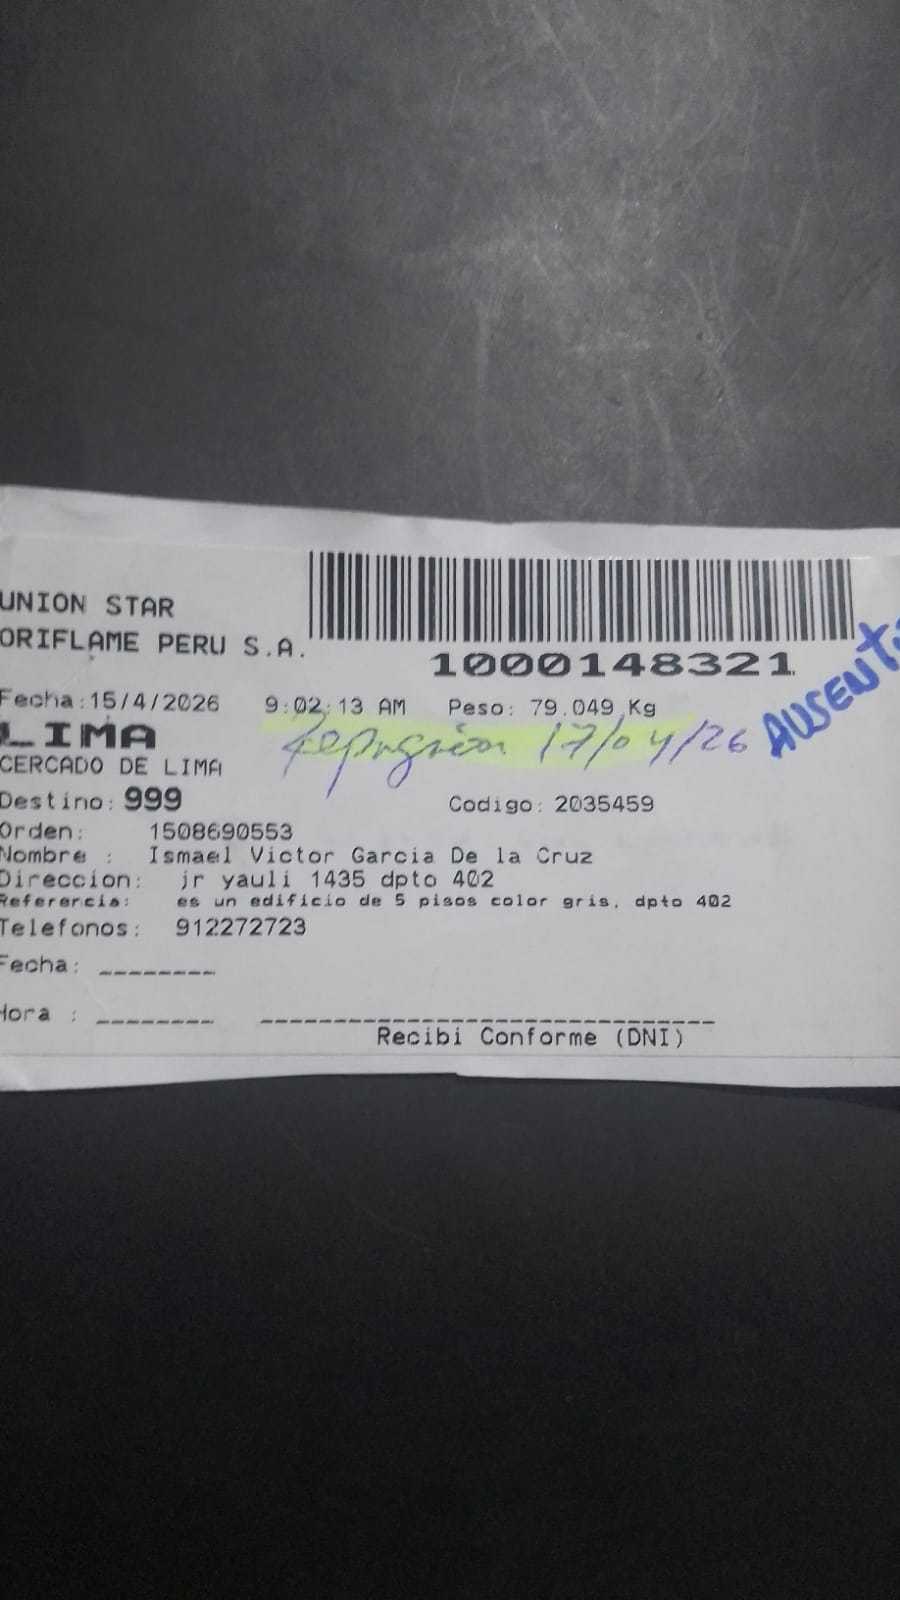 UNION STAR
ORIFLAME PERU S.A.
1000148321
Fecha:15/4/2026 9:02:13 AM Peso: 79.049 Kg
LIMA
17/04/26
CERCADO DE LIMA
Destino: 999 Codigo: 2035459
Orden: 1508690553
Nombre : Ismael Victor Garcia De la Cruz
Direccion: jr yauli 1435 dpto 402
Referencia: es un edificio de 5 pisos color gris, dpto 402
Telefonos: 912272723
Fecha: ________
Hora : ________
Recibi Conforme (DNI)